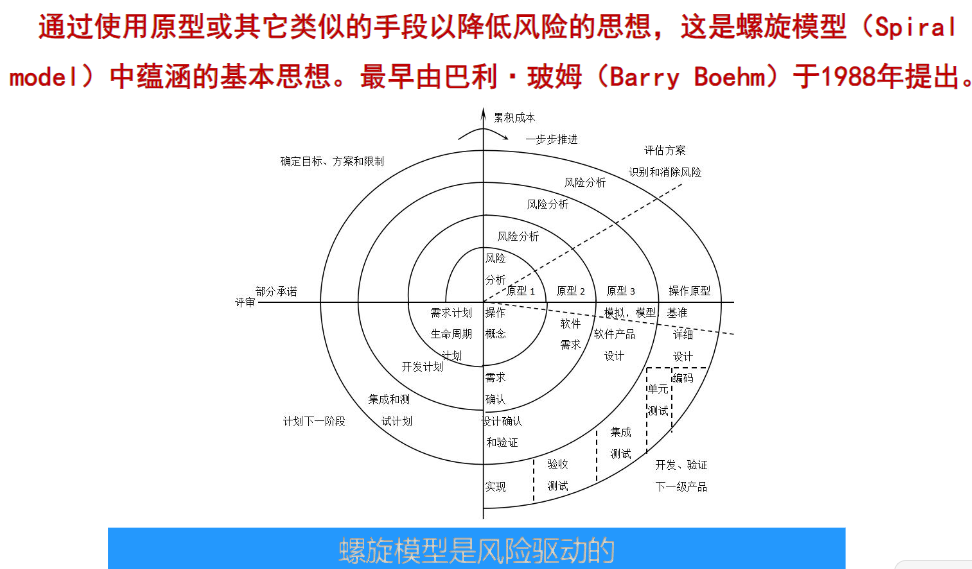 通过使用原型或其它类似的手段以降低风险的思想，这是螺旋模型（Spiral
model）中蕴涵的基本思想。最早由巴利·玻姆（Barry Boehm）于1988年提出。
累积成本
一步步推进
确定目标、方案和限制
评估方案
识别和消除风险
风险分析
风险分析
风险分析
风险
分析
评审
部分承诺
原型 1
原型 2
原型 3
操作原型
需求计划
生命周期
计划
操作
概念
软件
需求
模拟，模型
软件产品
设计
基准
详细
设计
编码
开发计划
需求
确认
单元
测试
集成和测
试计划
计划下一阶段
设计确认
和验证
集成
测试
实现
验收
测试
开发、验证
下一级产品
螺旋模型是风险驱动的